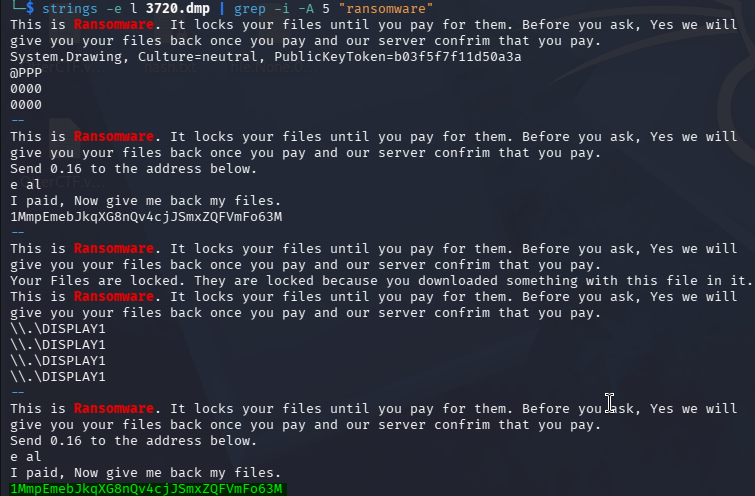 └─$ strings -e l 3720.dmp | grep -i -A 5 "ransomware"
This is Ransomware. It locks your files until you pay for them. Before you ask, Yes we will
give you your files back once you pay and our server confrim that you pay.
System.Drawing, Culture=neutral, PublicKeyToken=b03f5f7f11d50a3a
@PPP
0000
0000
--
This is Ransomware. It locks your files until you pay for them. Before you ask, Yes we will
give you your files back once you pay and our server confrim that you pay.
Send 0.16 to the address below.
e al
I paid, Now give me back my files.
1MmpEmebJkqXG8nQv4cjJSmxZQFVmFo63M
--
This is Ransomware. It locks your files until you pay for them. Before you ask, Yes we will
give you your files back once you pay and our server confrim that you pay.
Your Files are locked. They are locked because you downloaded something with this file in it.
This is Ransomware. It locks your files until you pay for them. Before you ask, Yes we will
give you your files back once you pay and our server confrim that you pay.
\\.\DISPLAY1
\\.\DISPLAY1
\\.\DISPLAY1
\\.\DISPLAY1
--
This is Ransomware. It locks your files until you pay for them. Before you ask, Yes we will
give you your files back once you pay and our server confrim that you pay.
Send 0.16 to the address below.
e al
I paid, Now give me back my files.
1MmpEmebJkqXG8nQv4cjJSmxZQFVmFo63M